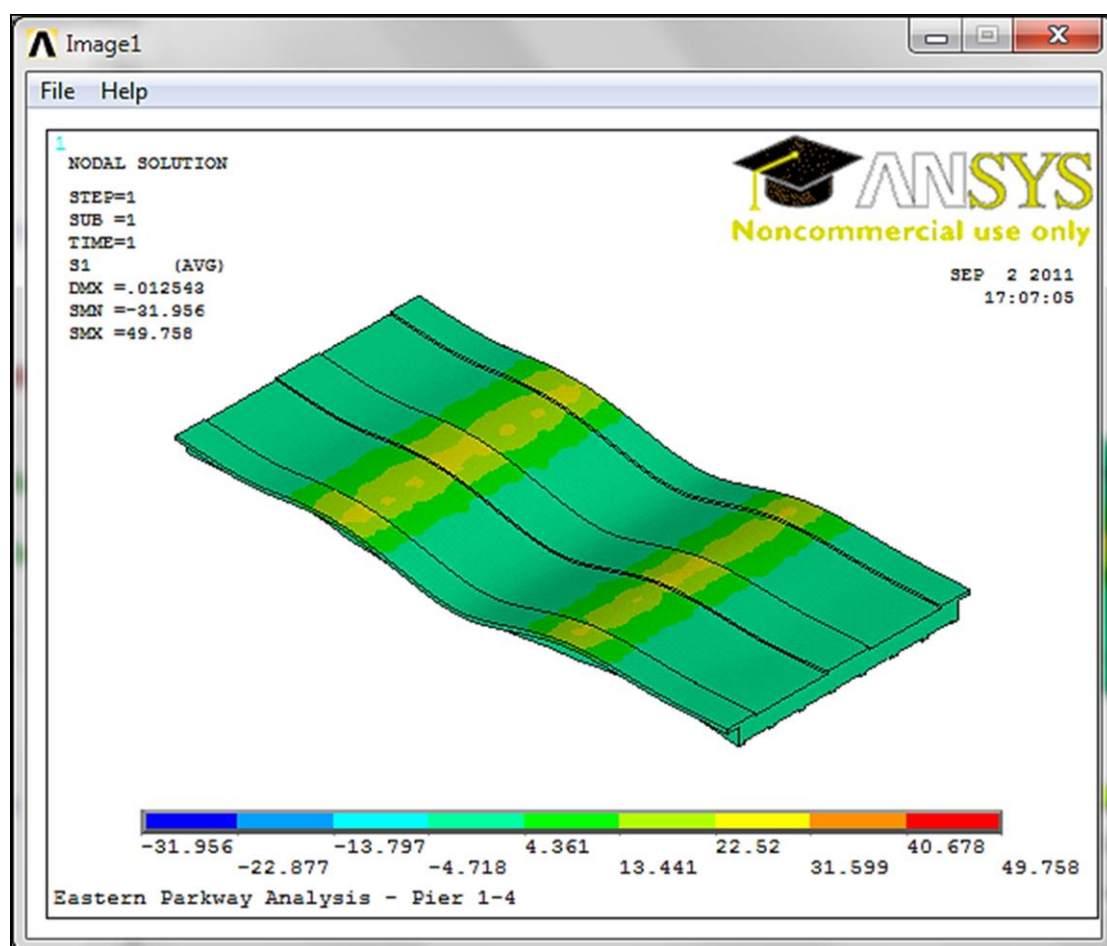 Image1
File Help
1
NODAL SOLUTION
STEP=1
SUB =1
TIME=1
S1 (AVG)
DMX =.012543
SMN =-31.956
SMX =49.758
ANSYS
Noncommercial use only
SEP 2 2011
17:07:05
-31.956 -13.797 4.361 22.52 40.678
-22.877 -4.718 13.441 31.599 49.758
Eastern Parkway Analysis - Pier 1-4